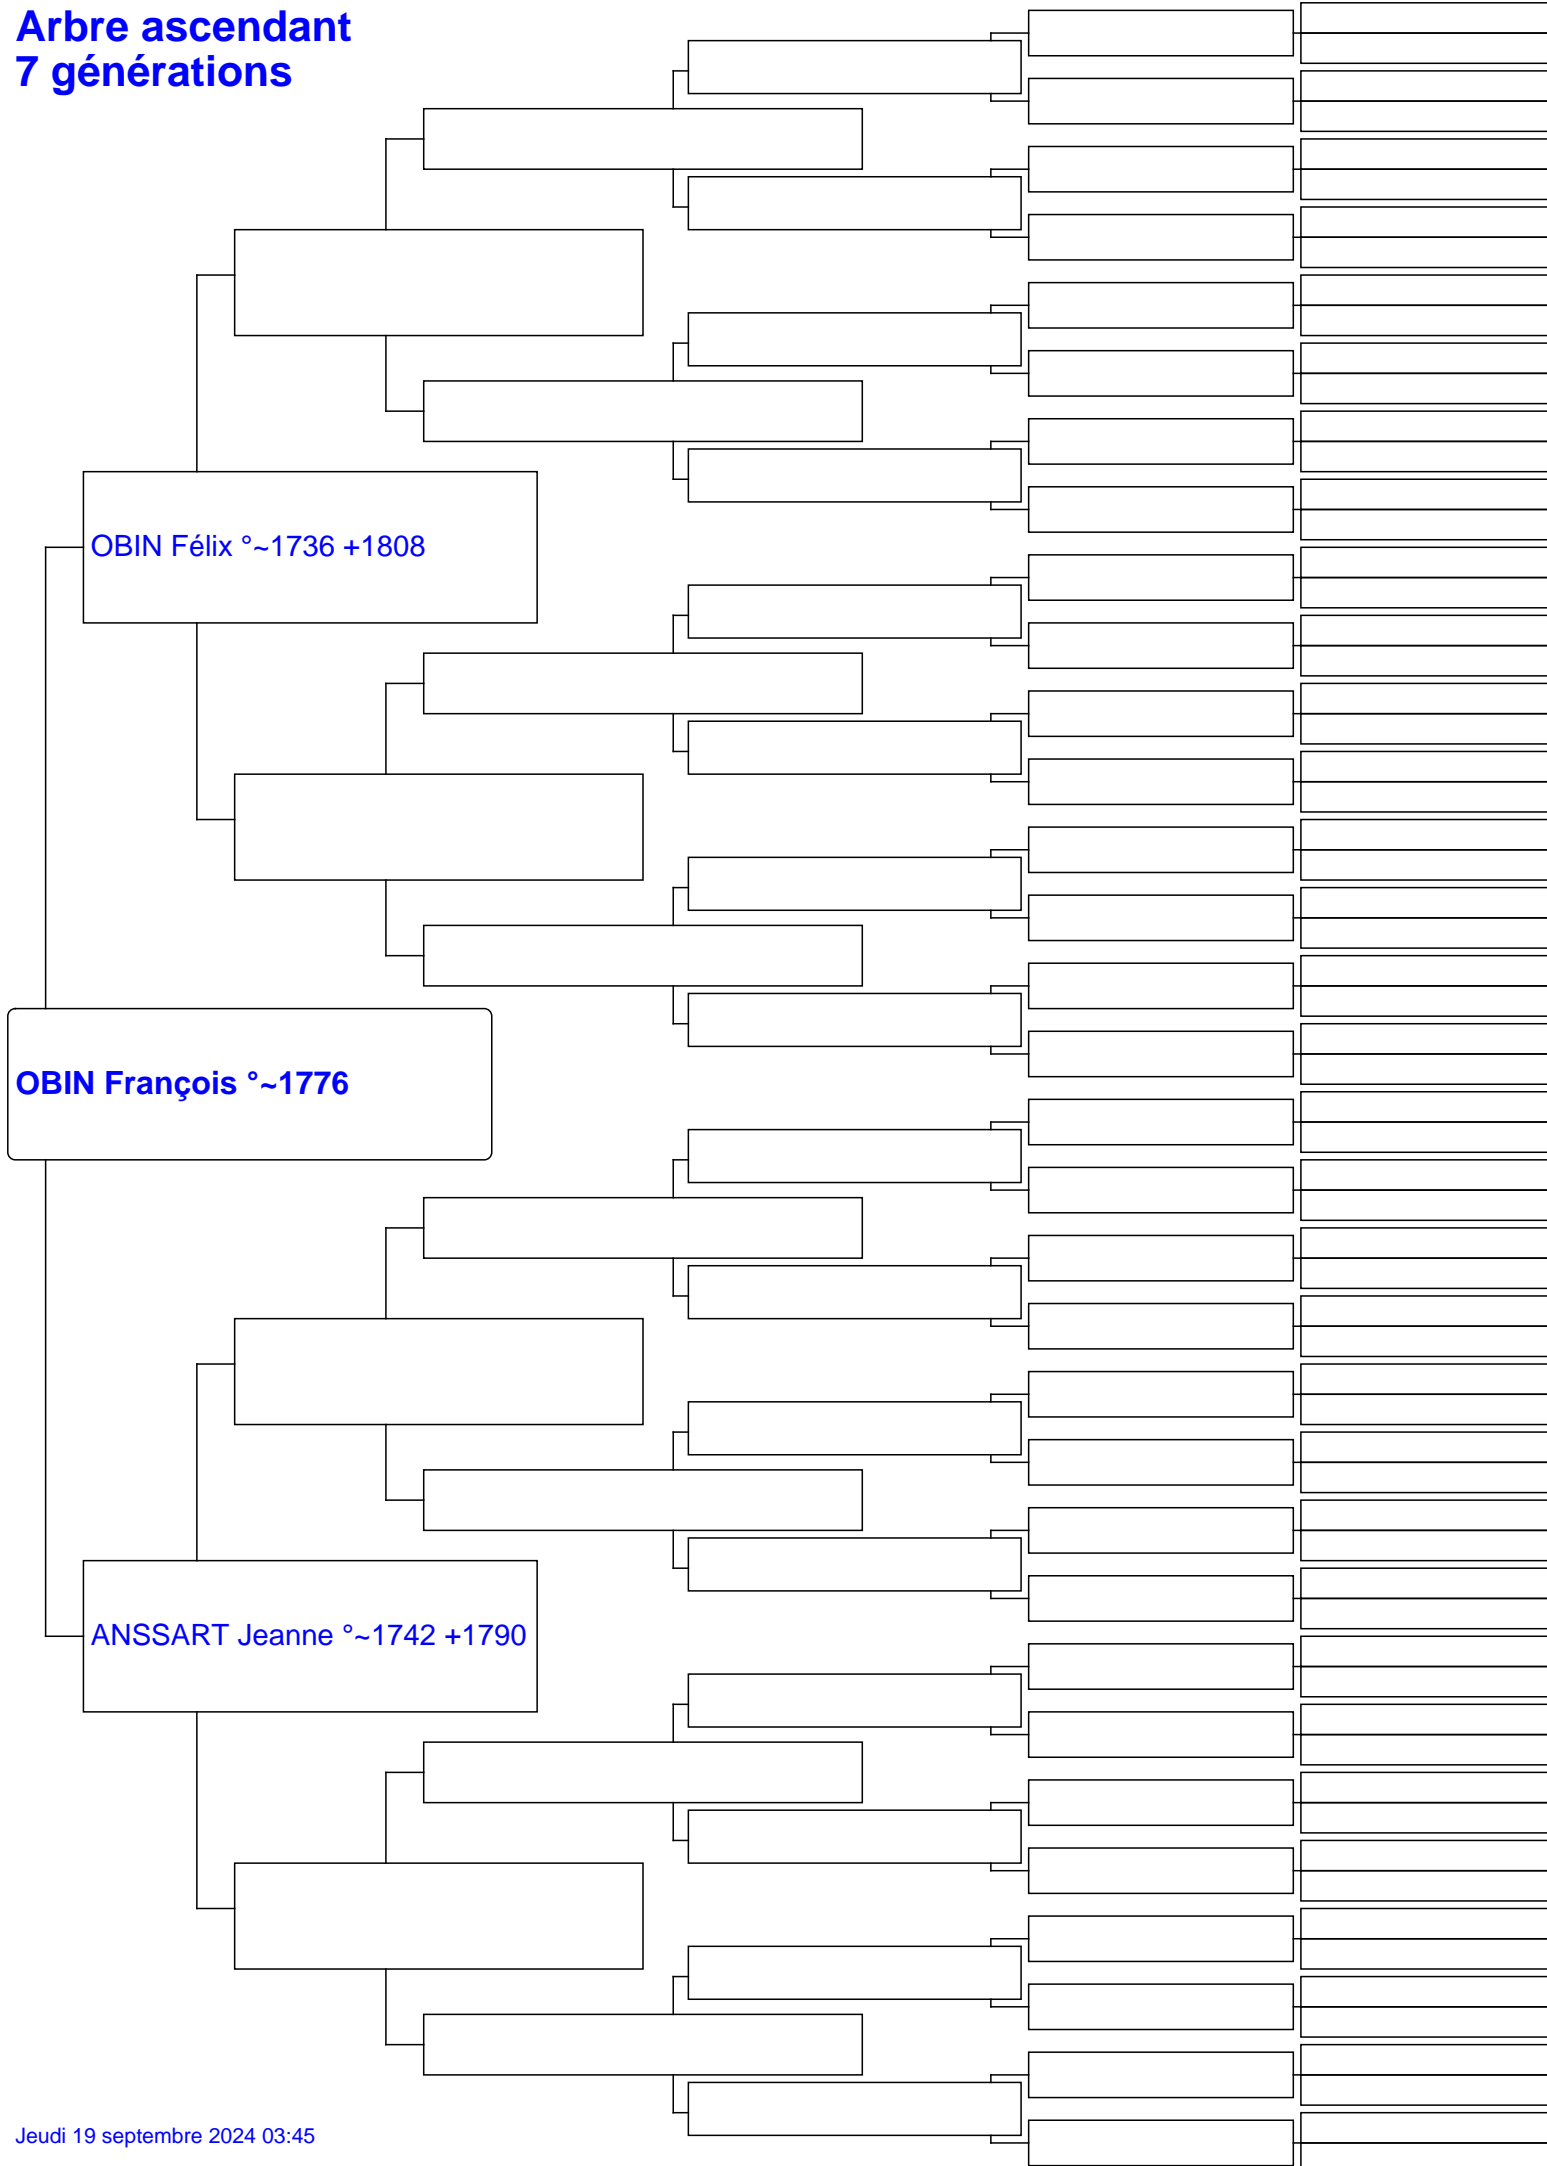 Arbre ascendant
7 générations
OBIN Félix °~1736 +1808
OBIN François °~1776
ANSSART Jeanne °~1742 +1790
Jeudi 19 septembre 2024 03:45